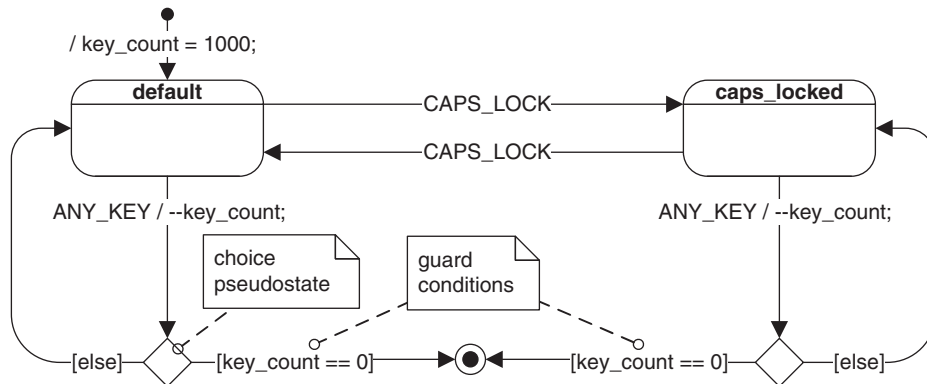 / key_count = 1000;
default
caps_locked
CAPS_LOCK
CAPS_LOCK
ANY_KEY / --key_count;
ANY_KEY / --key_count;
choice
pseudostate
guard
conditions
[else]
[key_count == 0]
[key_count == 0]
[else]